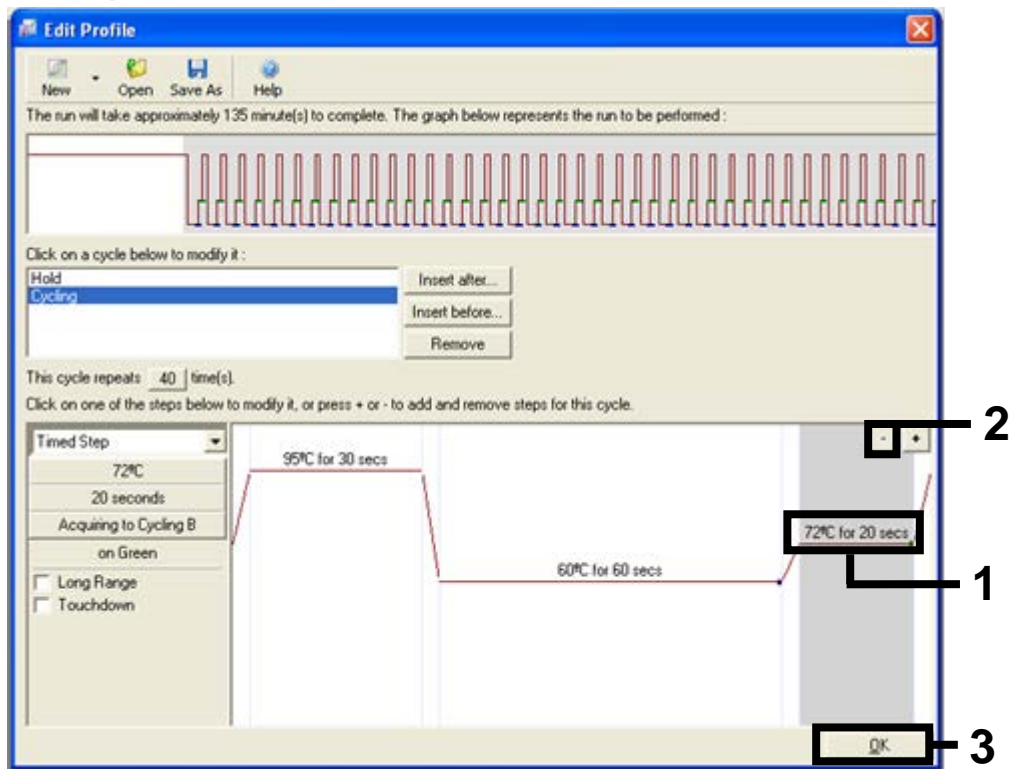 Edit Profile
New Open Save As Help
The run will take approximately 135 minute(s) to complete. The graph below represents the run to be performed :
Click on a cycle below to modify it :
Hold
Cycling
Insert after...
Insert before...
Remove
This cycle repeats 40 time(s).
Click on one of the steps below to modify it, or press + or - to add and remove steps for this cycle.
Timed Step
- +
2
72ºC
20 seconds
Acquiring to Cycling B
on Green
Long Range
Touchdown
95ºC for 30 secs
60ºC for 60 secs
72ºC for 20 secs
1
OK
3